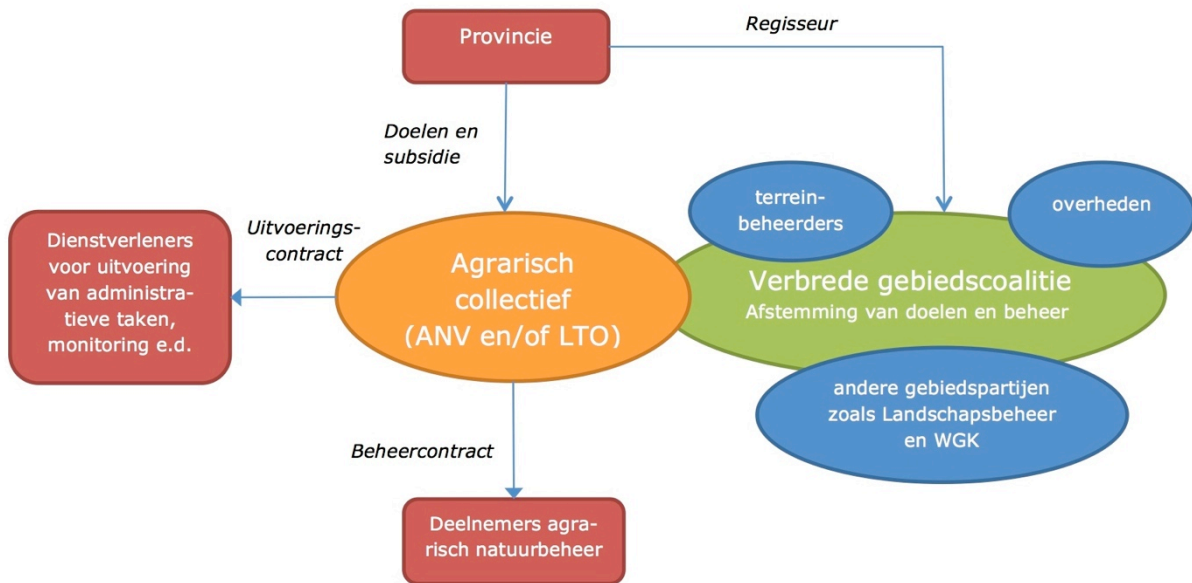 Provincie
Regisseur
Doelen en
subsidie
terrein-
beheerders
overheden
Dienstverleners
voor uitvoering
van administra-
tieve taken,
monitoring e.d.
Uitvoerings-
contract
Agrarisch
collectief
(ANV en/of LTO)
Verbrede gebiedscoalitie
Afstemming van doelen en beheer
andere gebiedspartijen
zoals Landschapsbeheer
en WGK
Beheercontract
Deelnemers agra-
risch natuurbeheer